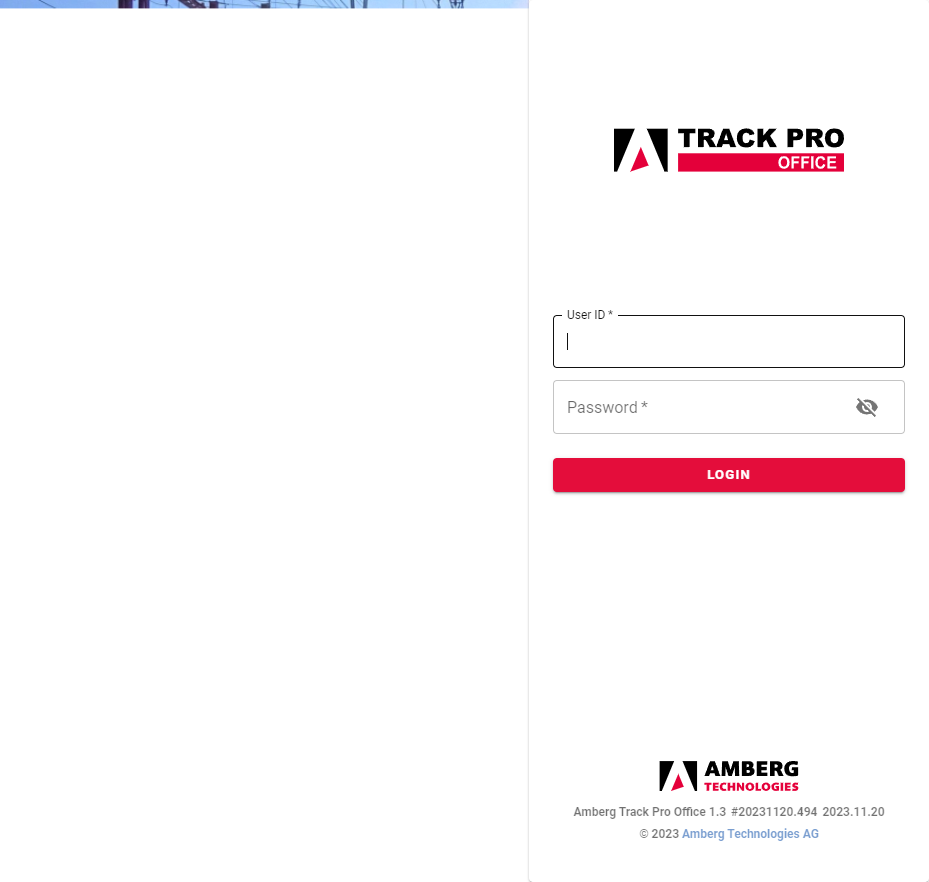 TRACK PRO
OFFICE
User ID *
Password *
LOGIN
AMBERG
TECHNOLOGIES
Amberg Track Pro Office 1.3 #20231120.494 2023.11.20
© 2023 Amberg Technologies AG